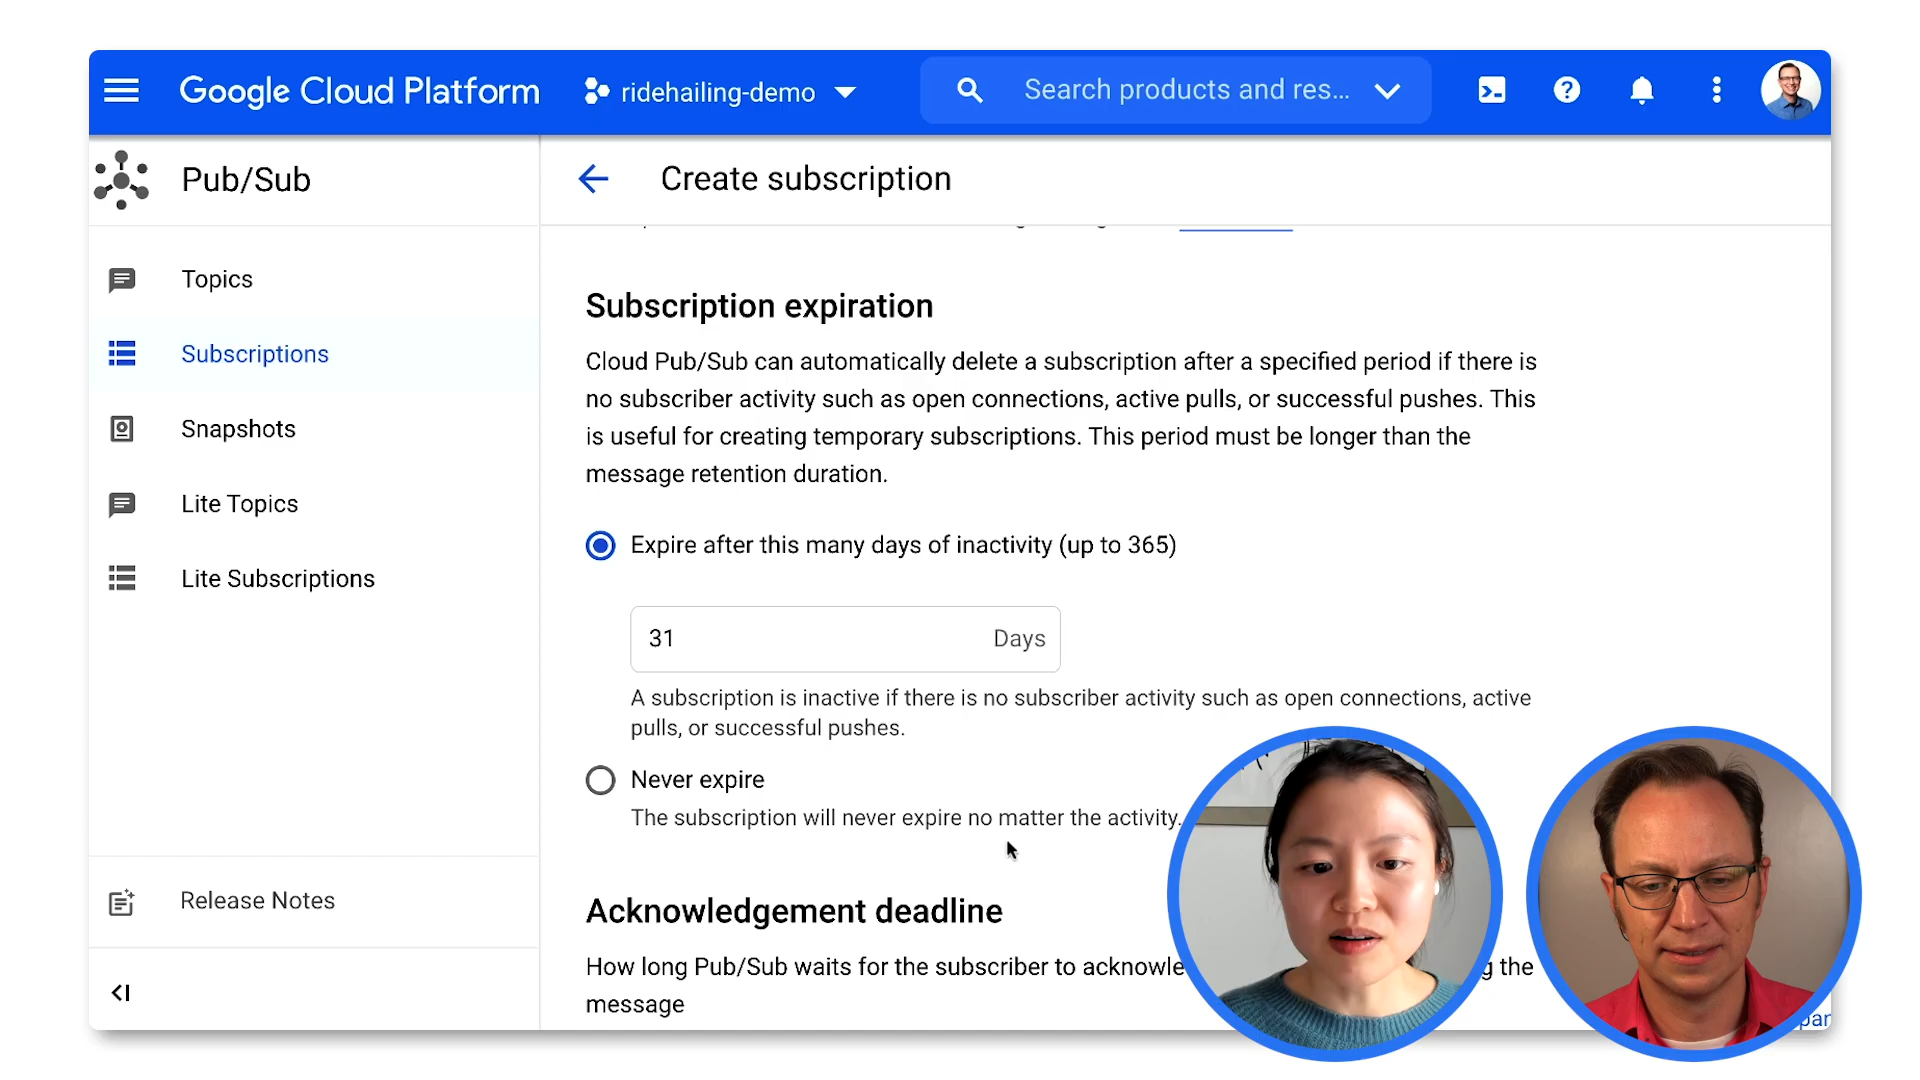 Google Cloud Platform
ridehailing-demo
Search products and res...
Pub/Sub
Create subscription
Topics
Subscriptions
Snapshots
Lite Topics
Lite Subscriptions
Release Notes
Subscription expiration
Cloud Pub/Sub can automatically delete a subscription after a specified period if there is
no subscriber activity such as open connections, active pulls, or successful pushes. This
is useful for creating temporary subscriptions. This period must be longer than the
message retention duration.
Expire after this many days of inactivity (up to 365)
31 Days
A subscription is inactive if there is no subscriber activity such as open connections, active
pulls, or successful pushes.
Never expire
The subscription will never expire no matter the activity.
Acknowledgement deadline
How long Pub/Sub waits for the subscriber to the
message